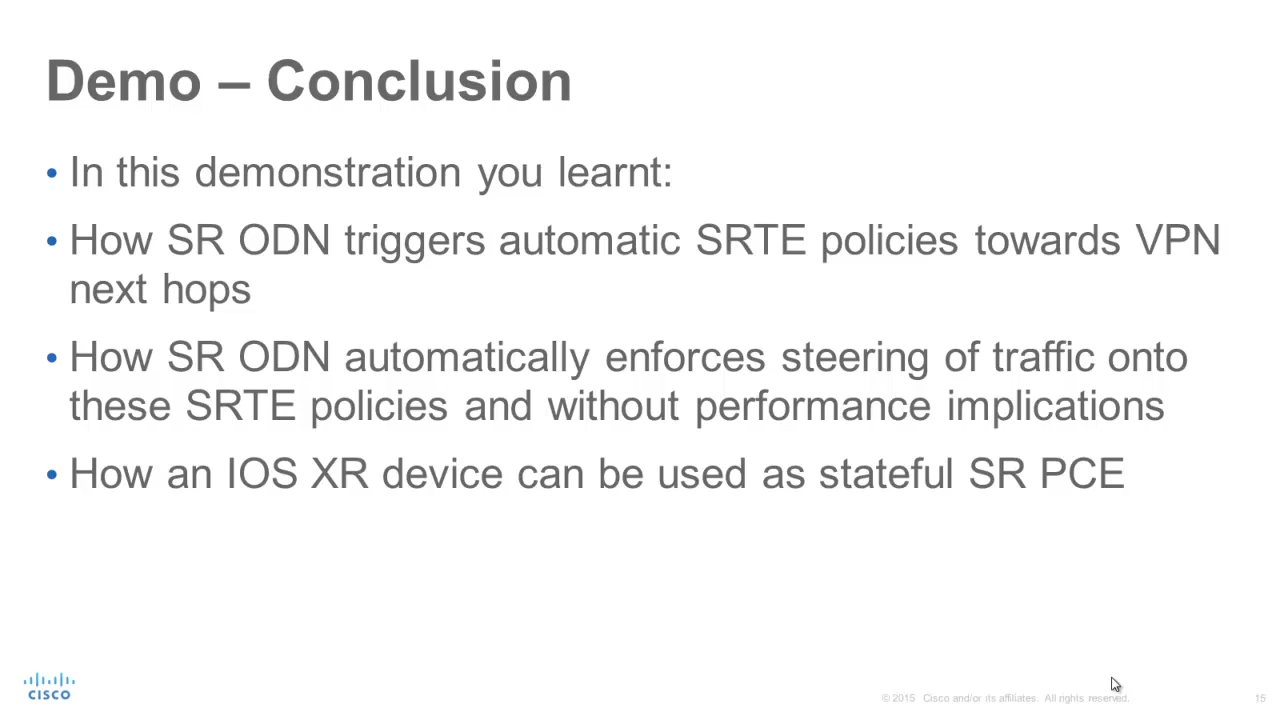 Demo – Conclusion
• In this demonstration you learnt:
• How SR ODN triggers automatic SRTE policies towards VPN
next hops
• How SR ODN automatically enforces steering of traffic onto
these SRTE policies and without performance implications
• How an IOS XR device can be used as stateful SR PCE
CISCO
© 2015 Cisco and/or its affiliates. All rights reserved.
15